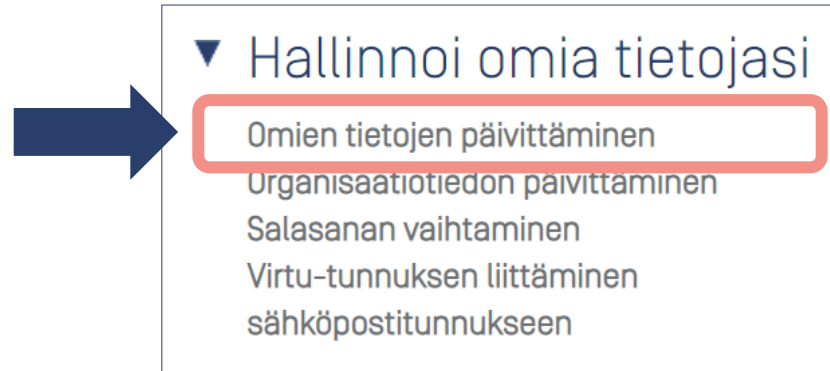 Hallinnoi omia tietojasi
Omien tietojen päivittäminen
Organisaatiotiedon päivittäminen
Salasanan vaihtaminen
Virtu-tunnuksen liittäminen
sähköpostitunnukseen